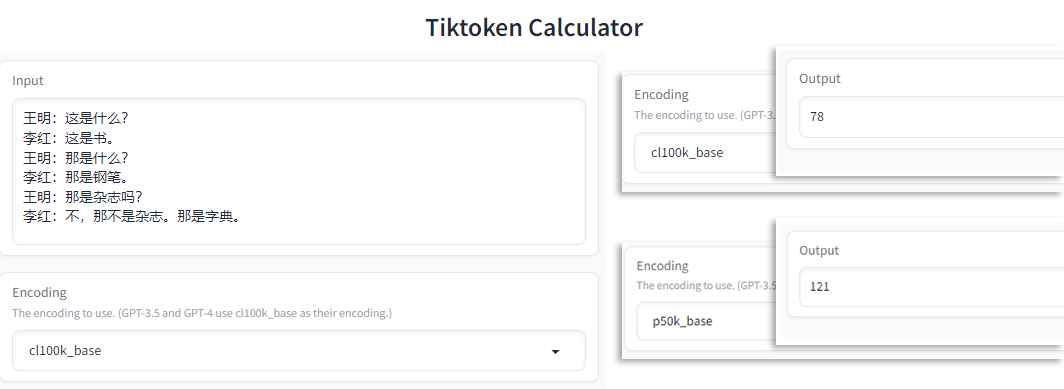 Tiktoken Calculator
Input
王明：这是什么？
李红：这是书。
王明：那是什么？
李红：那是钢笔。
王明：那是杂志吗？
李红：不，那不是杂志。那是字典。
Encoding
The encoding to use. (GPT-3.5 and GPT-4 use cl100k_base as their encoding.)
cl100k_base
Encoding
The encoding to use. (GPT-3.
cl100k_base
Output
78
Encoding
The encoding to use. (GPT-3.5
p50k_base
Output
121